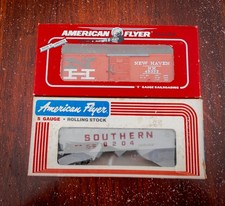 AMERICAN FLYER
NEW HAVEN
"S" GAUGE RAILROADING
American Flyer
S GAUGE • ROLLING STOCK
SOUTHERN